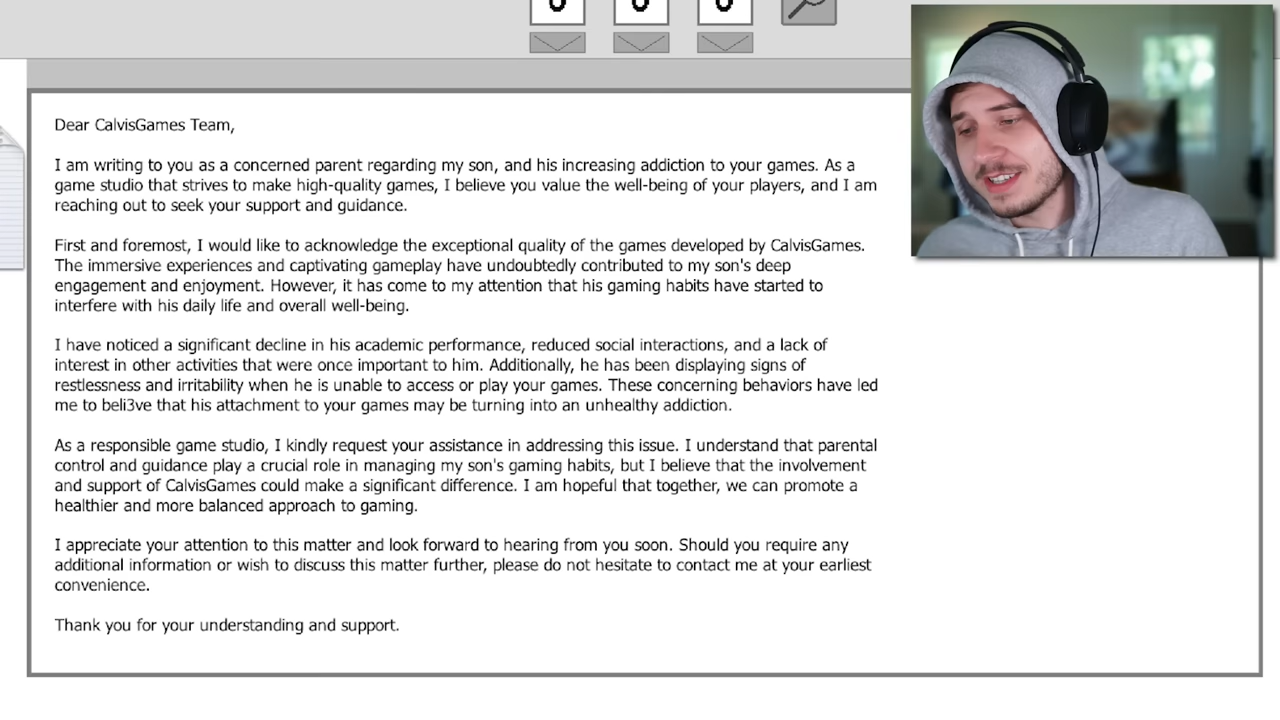 0 0 0
Dear CalvisGames Team,
I am writing to you as a concerned parent regarding my son, and his increasing addiction to your games. As a
game studio that strives to make high-quality games, I believe you value the well-being of your players, and I am
reaching out to seek your support and guidance.
First and foremost, I would like to acknowledge the exceptional quality of the games developed by CalvisGames.
The immersive experiences and captivating gameplay have undoubtedly contributed to my son's deep
engagement and enjoyment. However, it has come to my attention that his gaming habits have started to
interfere with his daily life and overall well-being.
I have noticed a significant decline in his academic performance, reduced social interactions, and a lack of
interest in other activities that were once important to him. Additionally, he has been displaying signs of
restlessness and irritability when he is unable to access or play your games. These concerning behaviors have led
me to beli3ve that his attachment to your games may be turning into an unhealthy addiction.
As a responsible game studio, I kindly request your assistance in addressing this issue. I understand that parental
control and guidance play a crucial role in managing my son's gaming habits, but I believe that the involvement
and support of CalvisGames could make a significant difference. I am hopeful that together, we can promote a
healthier and more balanced approach to gaming.
I appreciate your attention to this matter and look forward to hearing from you soon. Should you require any
additional information or wish to discuss this matter further, please do not hesitate to contact me at your earliest
convenience.
Thank you for your understanding and support.